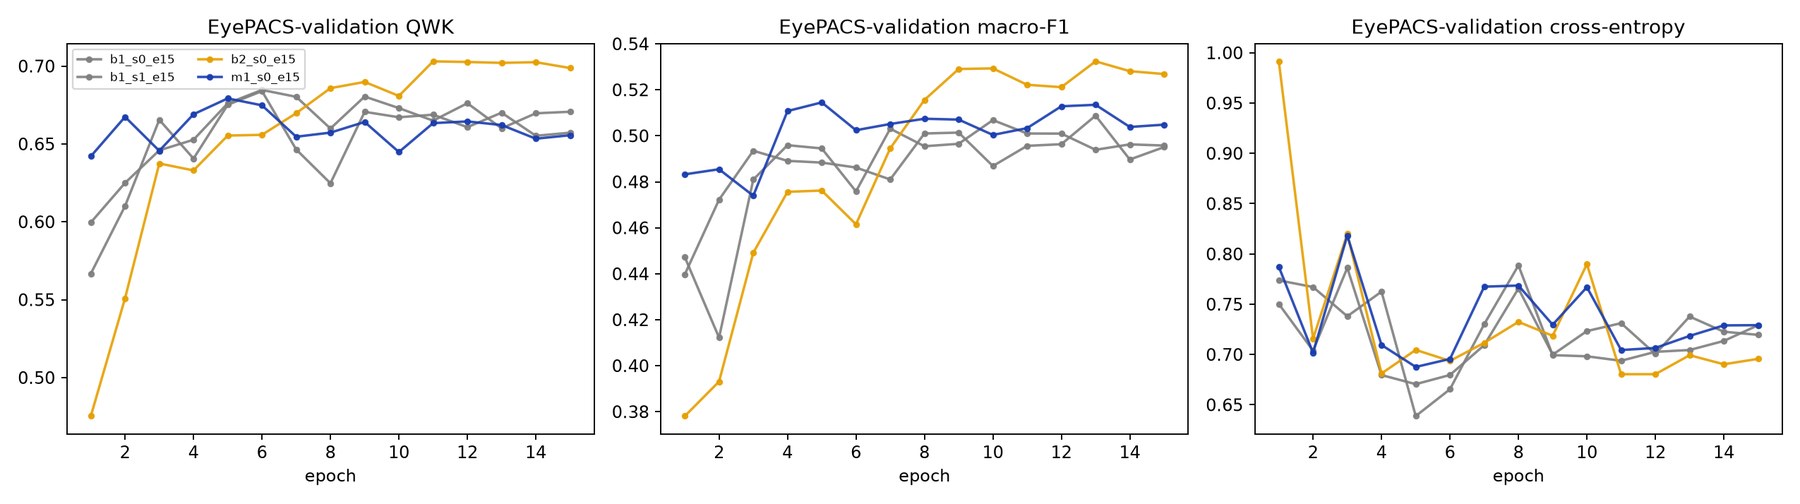 EyePACS-validation QWK
b1_s0_e15
b1_s1_e15
b2_s0_e15
m1_s0_e15
0.70
0.65
0.60
0.55
0.50
2 4 6 8 10 12 14
epoch
EyePACS-validation macro-F1
0.54
0.52
0.50
0.48
0.46
0.44
0.42
0.40
0.38
2 4 6 8 10 12 14
epoch
EyePACS-validation cross-entropy
1.00
0.95
0.90
0.85
0.80
0.75
0.70
0.65
2 4 6 8 10 12 14
epoch